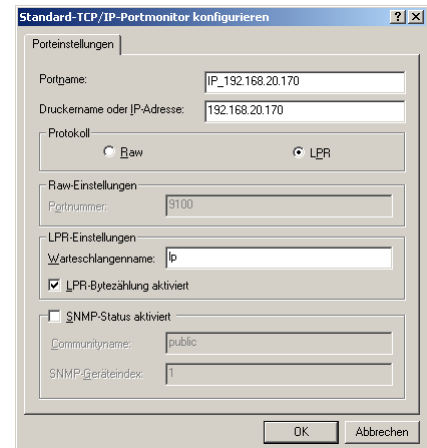 Standard-TCP/IP-Portmonitor konfigurieren
Porteinstellungen
Portname: IP_192.168.20.170
Druckername oder IP-Adresse: 192.168.20.170
Protokoll
Raw LPR
Raw-Einstellungen
Portnummer: 9100
LPR-Einstellungen
Warteschlangenname: lp
LPR-Bytezählung aktiviert
SNMP-Status aktiviert
Communityname: public
SNMP-Geräteindex: 1
OK Abbrechen